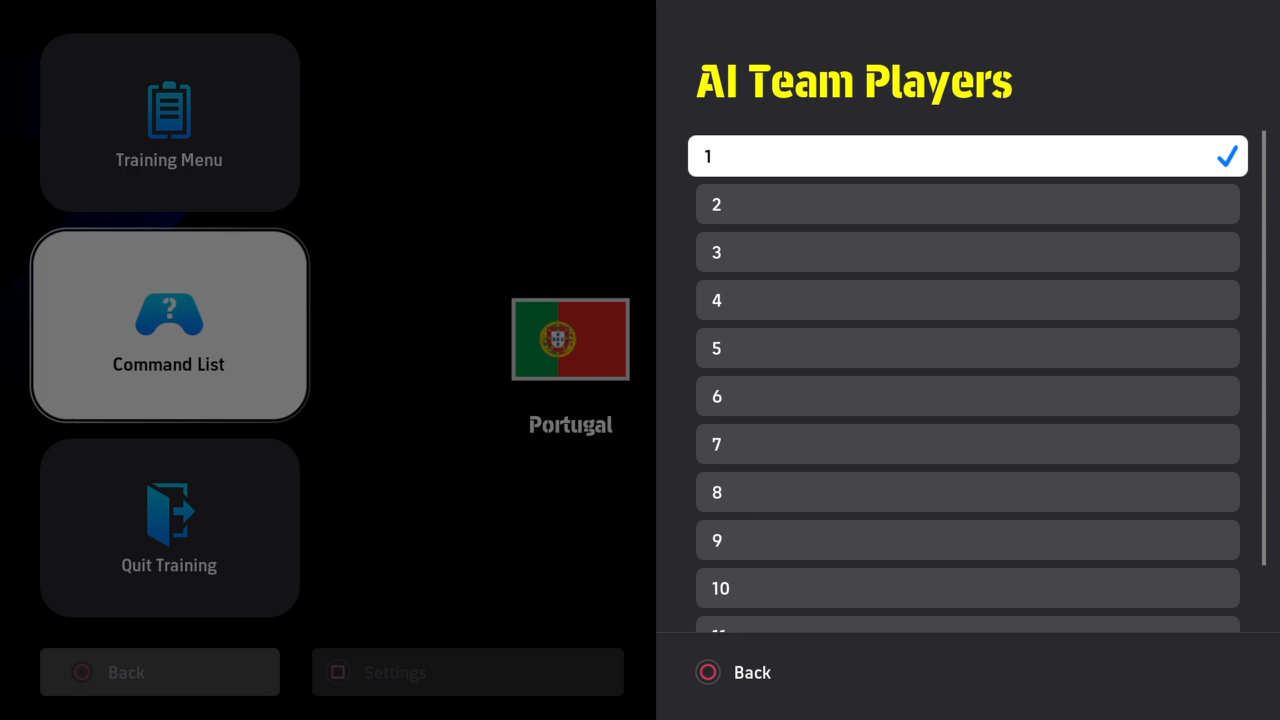 Training Menu
Command List
Quit Training
Back
Settings
Portugal
AI Team Players
1
2
3
4
5
6
7
8
9
10
Back